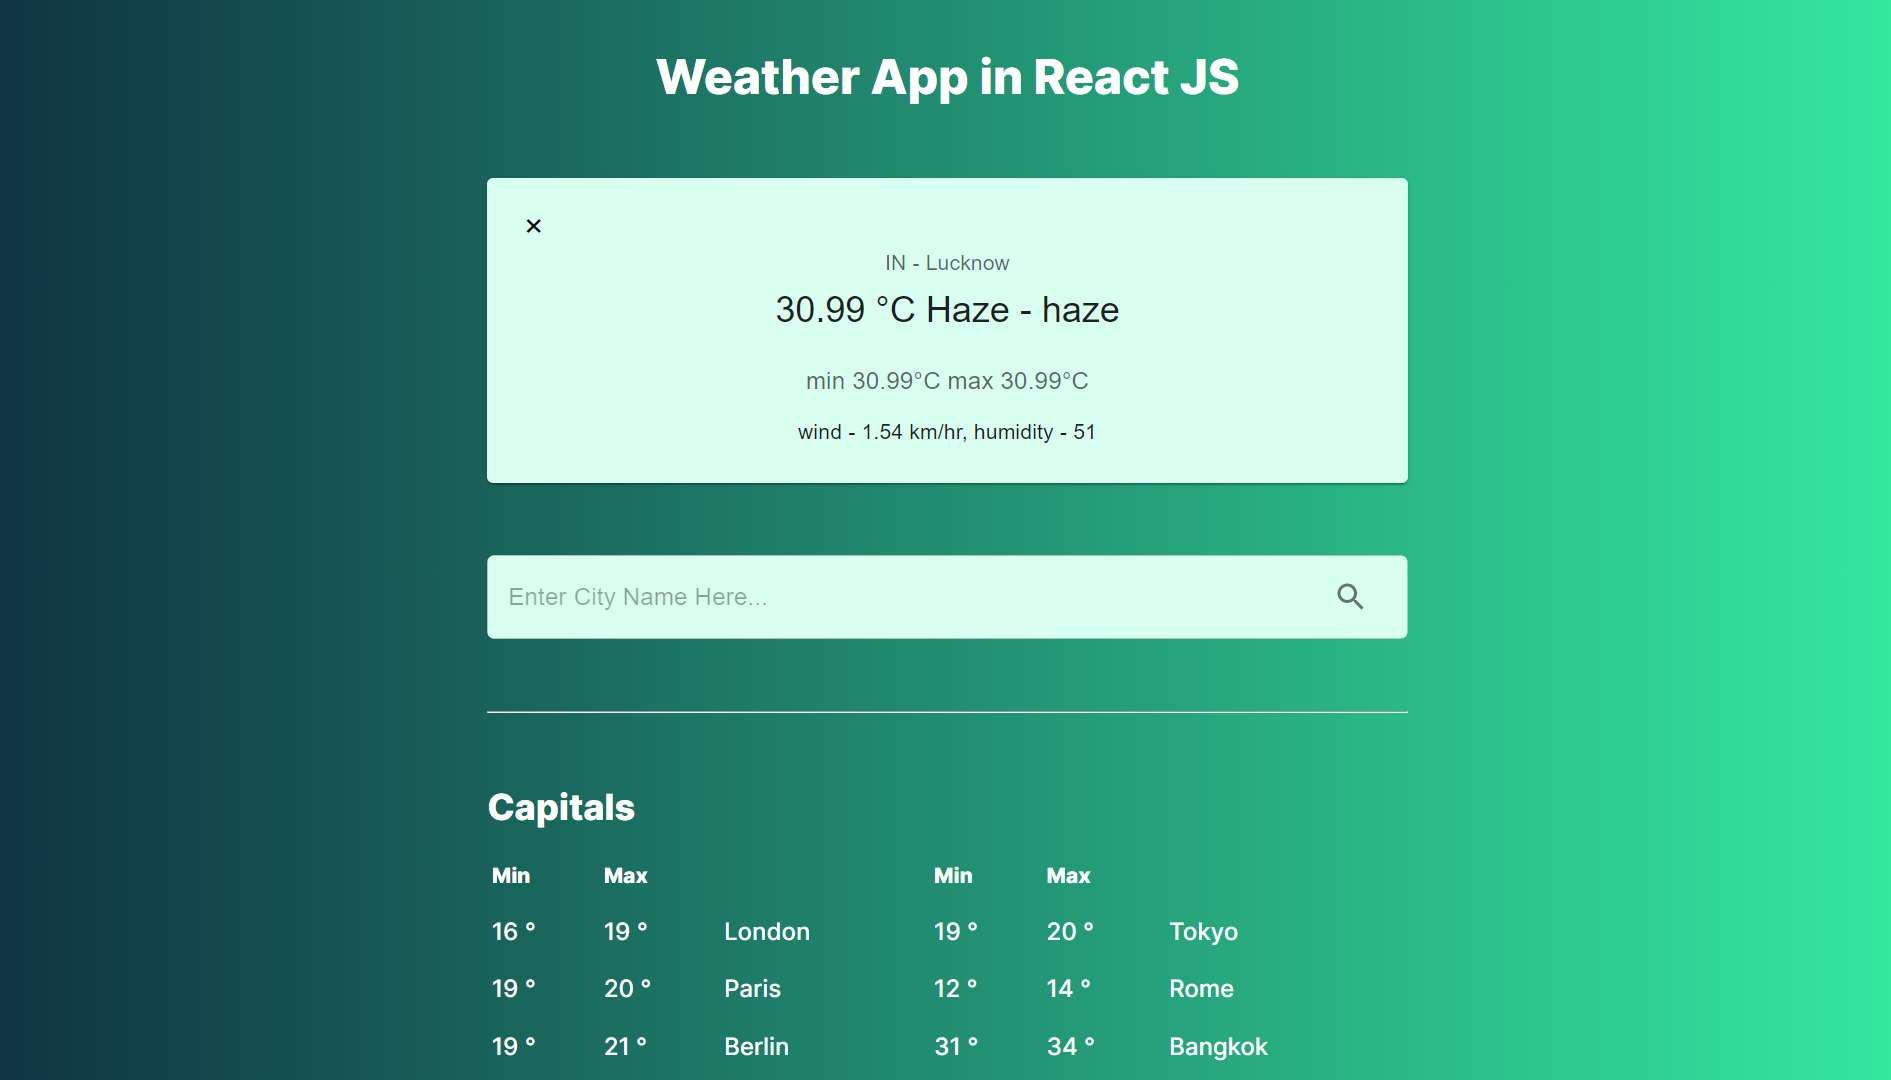 Weather App in React JS
×
IN - Lucknow
30.99 °C Haze - haze
min 30.99°C max 30.99°C
wind - 1.54 km/hr, humidity - 51
Enter City Name Here...
Capitals
Min Max Min Max
16 ° 19 ° London 19 ° 20 ° Tokyo
19 ° 20 ° Paris 12 ° 14 ° Rome
19 ° 21 ° Berlin 31 ° 34 ° Bangkok